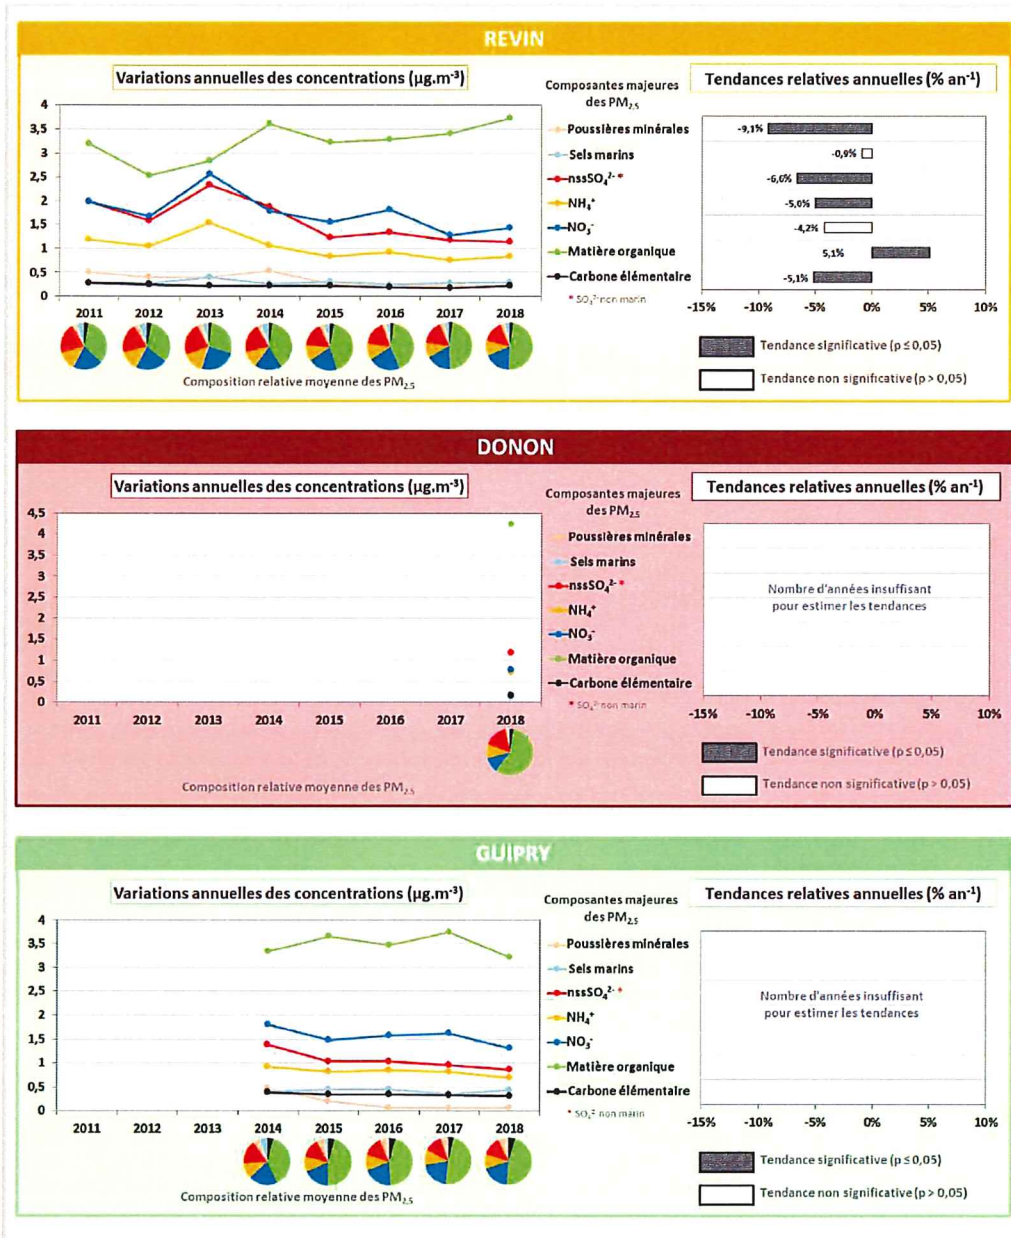 REVIN
Variations annuelles des concentrations (µg.m⁻³)
Composantes majeures
des PM₂.₅
Tendances relatives annuelles (% an⁻¹)
4
3,5
3
2,5
2
1,5
1
0,5
0
2011 2012 2013 2014 2015 2016 2017 2018
Composition relative moyenne des PM₂.₅
Poussières minérales
Sels marins
nssSO₄²⁻ *
NH₄⁺
NO₃⁻
Matière organique
Carbone élémentaire
* SO₄²⁻ non marin
-9,1%
-0,9%
-6,6%
-5,0%
-4,2%
5,1%
-5,1%
-15% -10% -5% 0% 5% 10%
Tendance significative (p ≤ 0,05)
Tendance non significative (p > 0,05)
DONON
Variations annuelles des concentrations (µg.m⁻³)
Composantes majeures
des PM₂.₅
Tendances relatives annuelles (% an⁻¹)
4,5
4
3,5
3
2,5
2
1,5
1
0,5
0
2011 2012 2013 2014 2015 2016 2017 2018
Composition relative moyenne des PM₂.₅
Poussières minérales
Sels marins
nssSO₄²⁻ *
NH₄⁺
NO₃⁻
Matière organique
Carbone élémentaire
* SO₄²⁻ non marin
Nombre d'années insuffisant
pour estimer les tendances
-15% -10% -5% 0% 5% 10%
Tendance significative (p ≤ 0,05)
Tendance non significative (p > 0,05)
GUIPRY
Variations annuelles des concentrations (µg.m⁻³)
Composantes majeures
des PM₂.₅
Tendances relatives annuelles (% an⁻¹)
4
3,5
3
2,5
2
1,5
1
0,5
0
2011 2012 2013 2014 2015 2016 2017 2018
Composition relative moyenne des PM₂.₅
Poussières minérales
Sels marins
nssSO₄²⁻ *
NH₄⁺
NO₃⁻
Matière organique
Carbone élémentaire
* SO₄²⁻ non marin
Nombre d'années insuffisant
pour estimer les tendances
-15% -10% -5% 0% 5% 10%
Tendance significative (p ≤ 0,05)
Tendance non significative (p > 0,05)